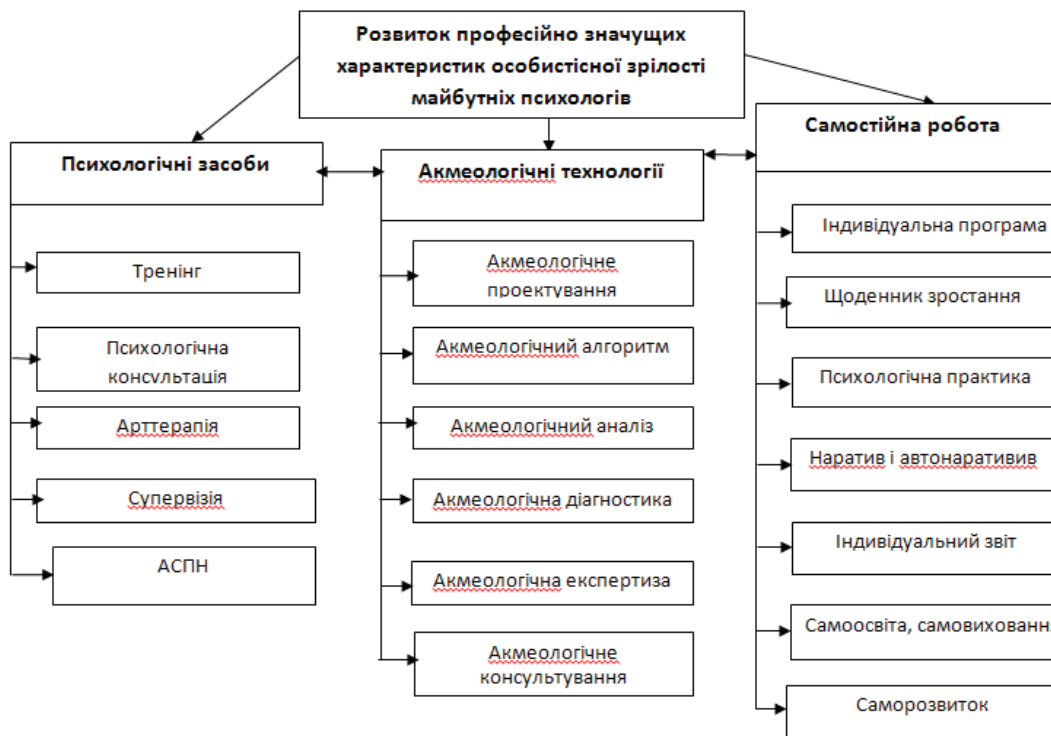 Розвиток професійно значущих
характеристик особистісної зрілості
майбутніх психологів
Психологічні засоби
Тренінг
Психологічна
консультація
Арттерапія
Супервізія
АСПН
Акмеологічні технології
Акмеологічне
проектування
Акмеологічний алгоритм
Акмеологічний аналіз
Акмеологічна діагностика
Акмеологічна експертиза
Акмеологічне
консультування
Самостійна робота
Індивідуальна програма
Щоденник зростання
Психологічна практика
Наратив і автонаративив
Індивідуальний звіт
Самоосвіта, самовиховання
Саморозвиток